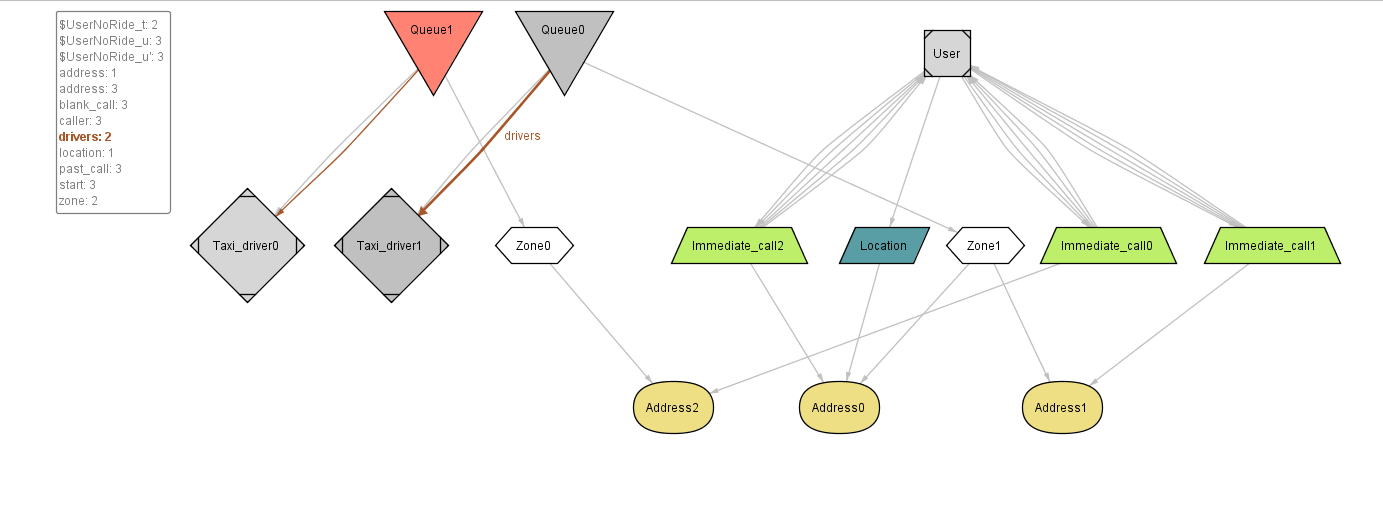 $UserNoRide_t: 2
$UserNoRide_u: 3
$UserNoRide_u': 3
address: 1
address: 3
blank_call: 3
caller: 3
drivers: 2
location: 1
past_call: 3
start: 3
zone: 2
Queue1
Queue0
User
drivers
Taxi_driver0
Taxi_driver1
Zone0
Immediate_call2
Location
Zone1
Immediate_call0
Immediate_call1
Address2
Address0
Address1